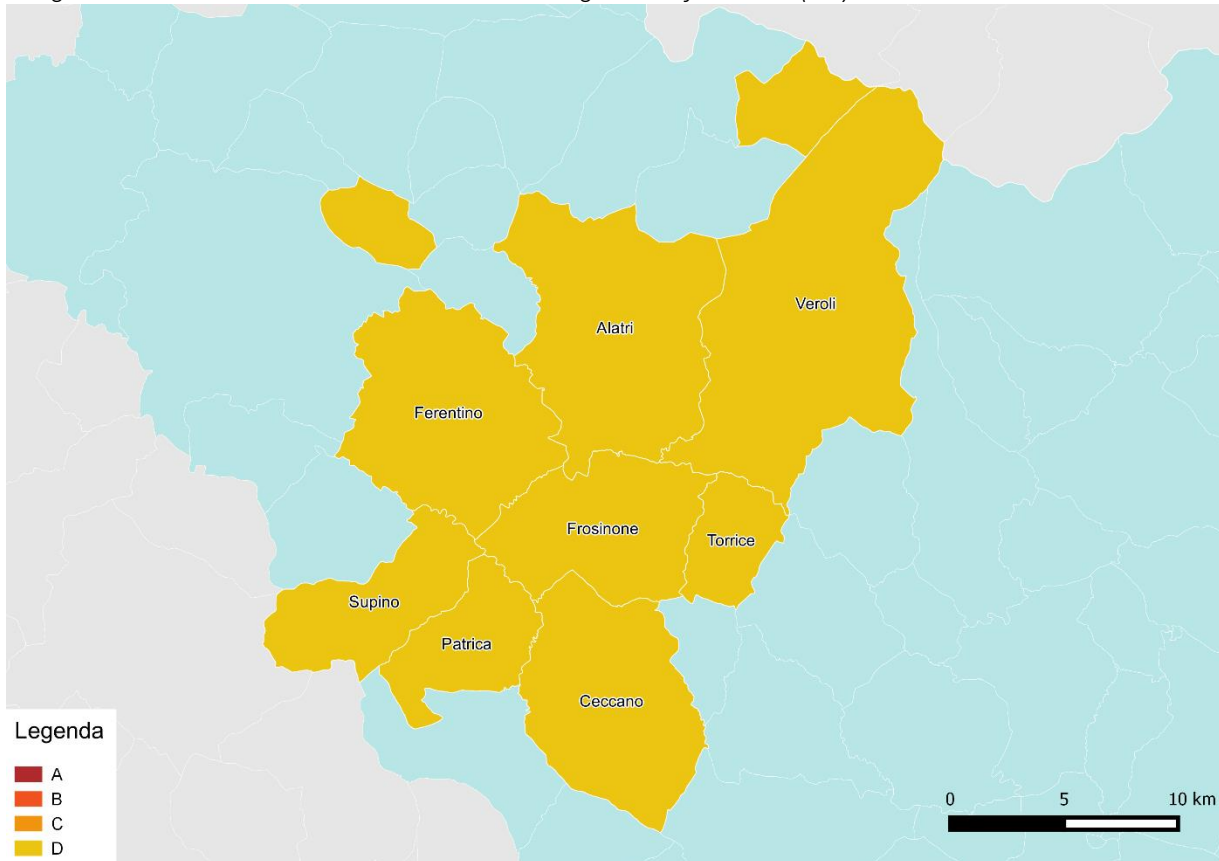 Veroli
Alatri
Ferentino
Frosinone
Torrice
Supino
Patrica
Ceccano
Legenda
A
B
C
D
0 5 10 km